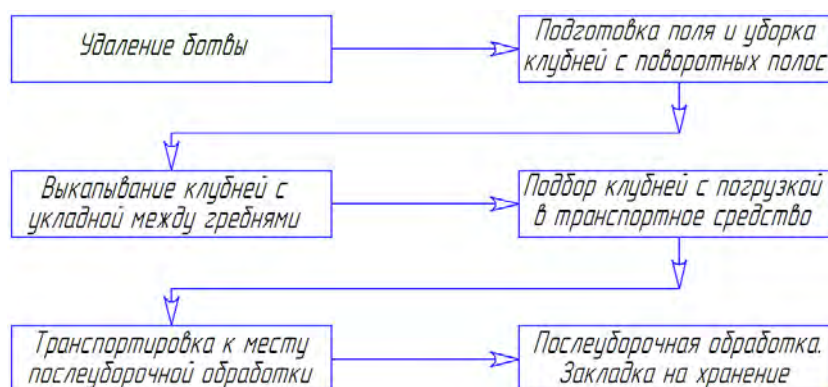 Удаление ботвы
Подготовка поля и уборка
клубней с поворотных полос
Выкапывание клубней с
укладной между гребнями
Подбор клубней с погрузкой
в транспортное средство
Транспортировка к месту
послеуборочной обработки
Послеуборочная обработка.
Закладка на хранение